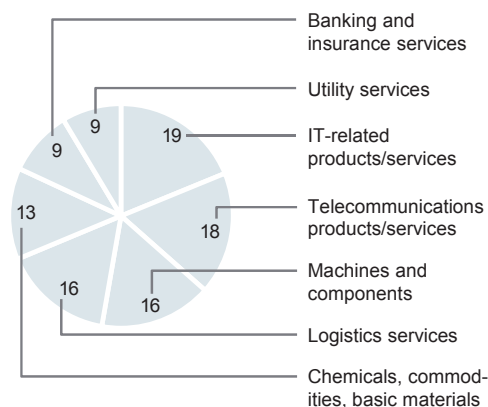 Banking and
insurance services
Utility services
9
9
19
IT-related
products/services
13
Telecommunications
products/services
18
Machines and
components
16
16
Logistics services
Chemicals, commod-
ities, basic materials